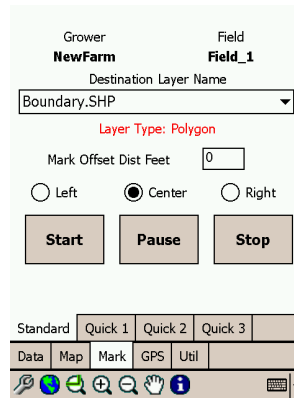 Grower Field
NewFarm Field_1
Destination Layer Name
Boundary.SHP
Layer Type: Polygon
Mark Offset Dist Feet 0
Left Center Right
Start Pause Stop
Standard Quick 1 Quick 2 Quick 3
Data Map Mark GPS Util